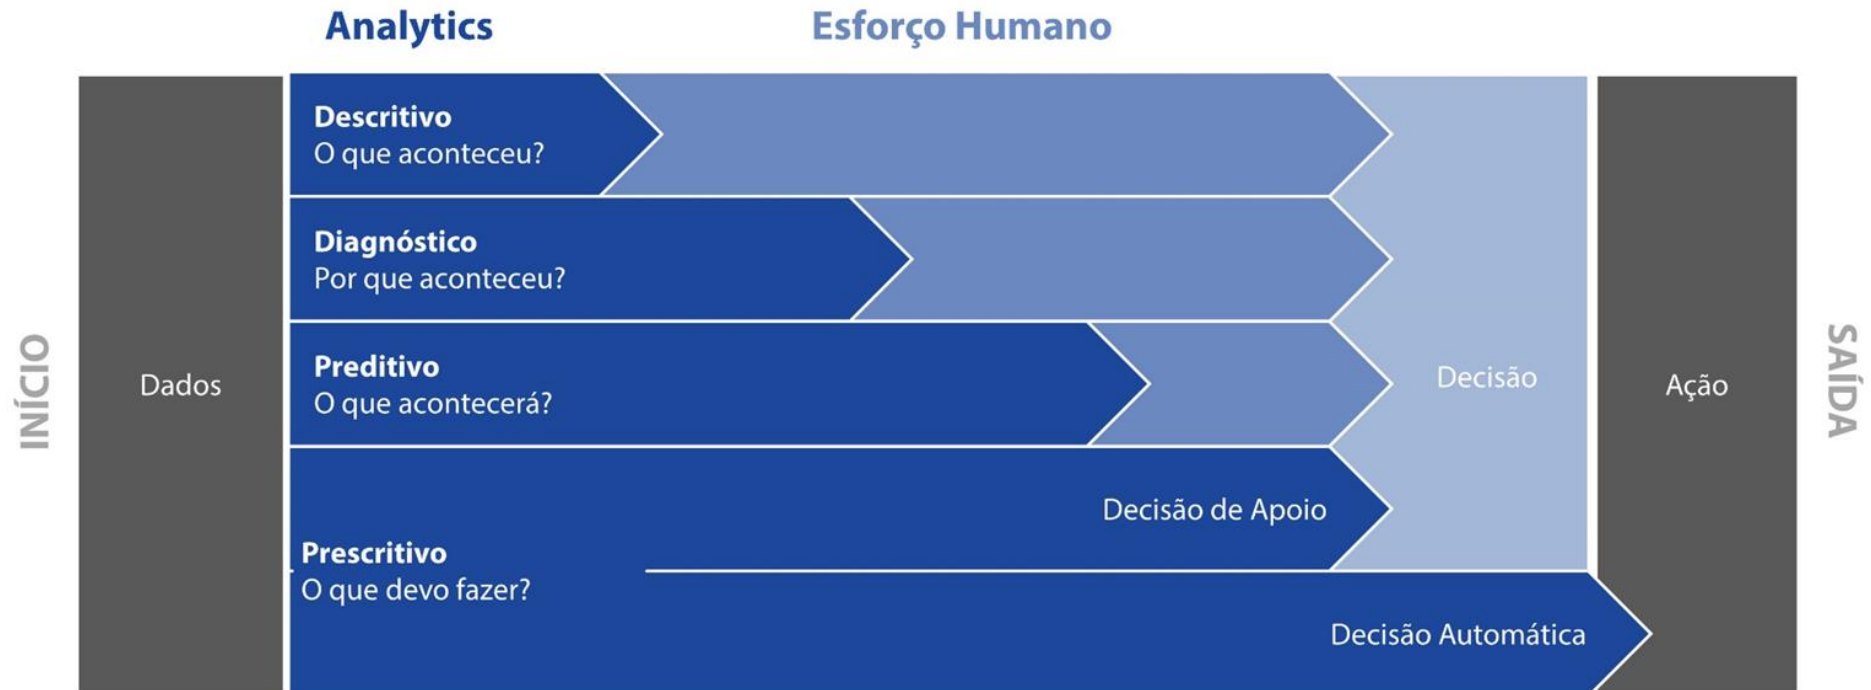 Analytics
Esforço Humano
INÍCIO
Dados
Descritivo
O que aconteceu?
Diagnóstico
Por que aconteceu?
Preditivo
O que acontecerá?
Prescritivo
O que devo fazer?
Decisão de Apoio
Decisão Automática
Decisão
Ação
SAÍDA